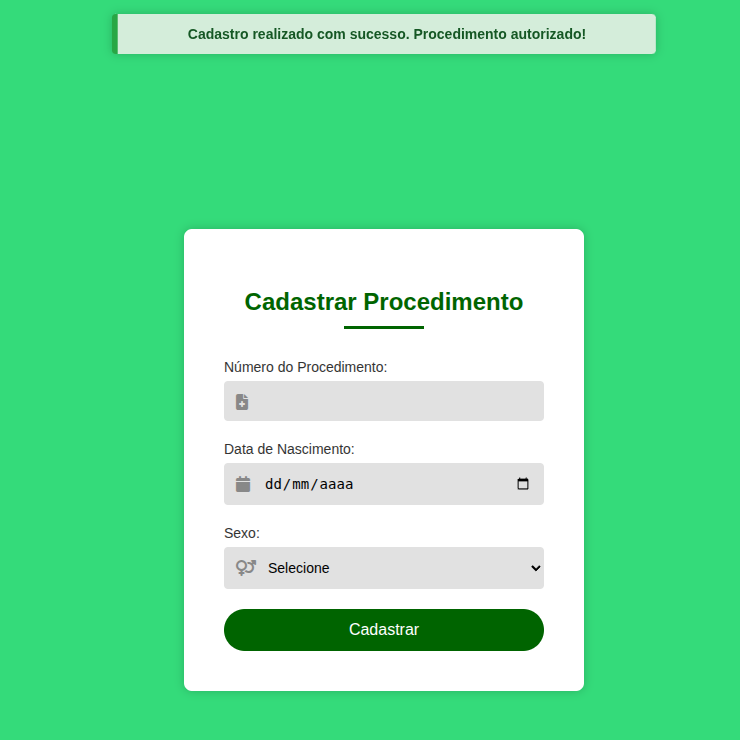 Cadastro realizado com sucesso. Procedimento autorizado!
Cadastrar Procedimento
Número do Procedimento:
Data de Nascimento:
dd/mm/aaaa
Sexo:
Selecione
Cadastrar